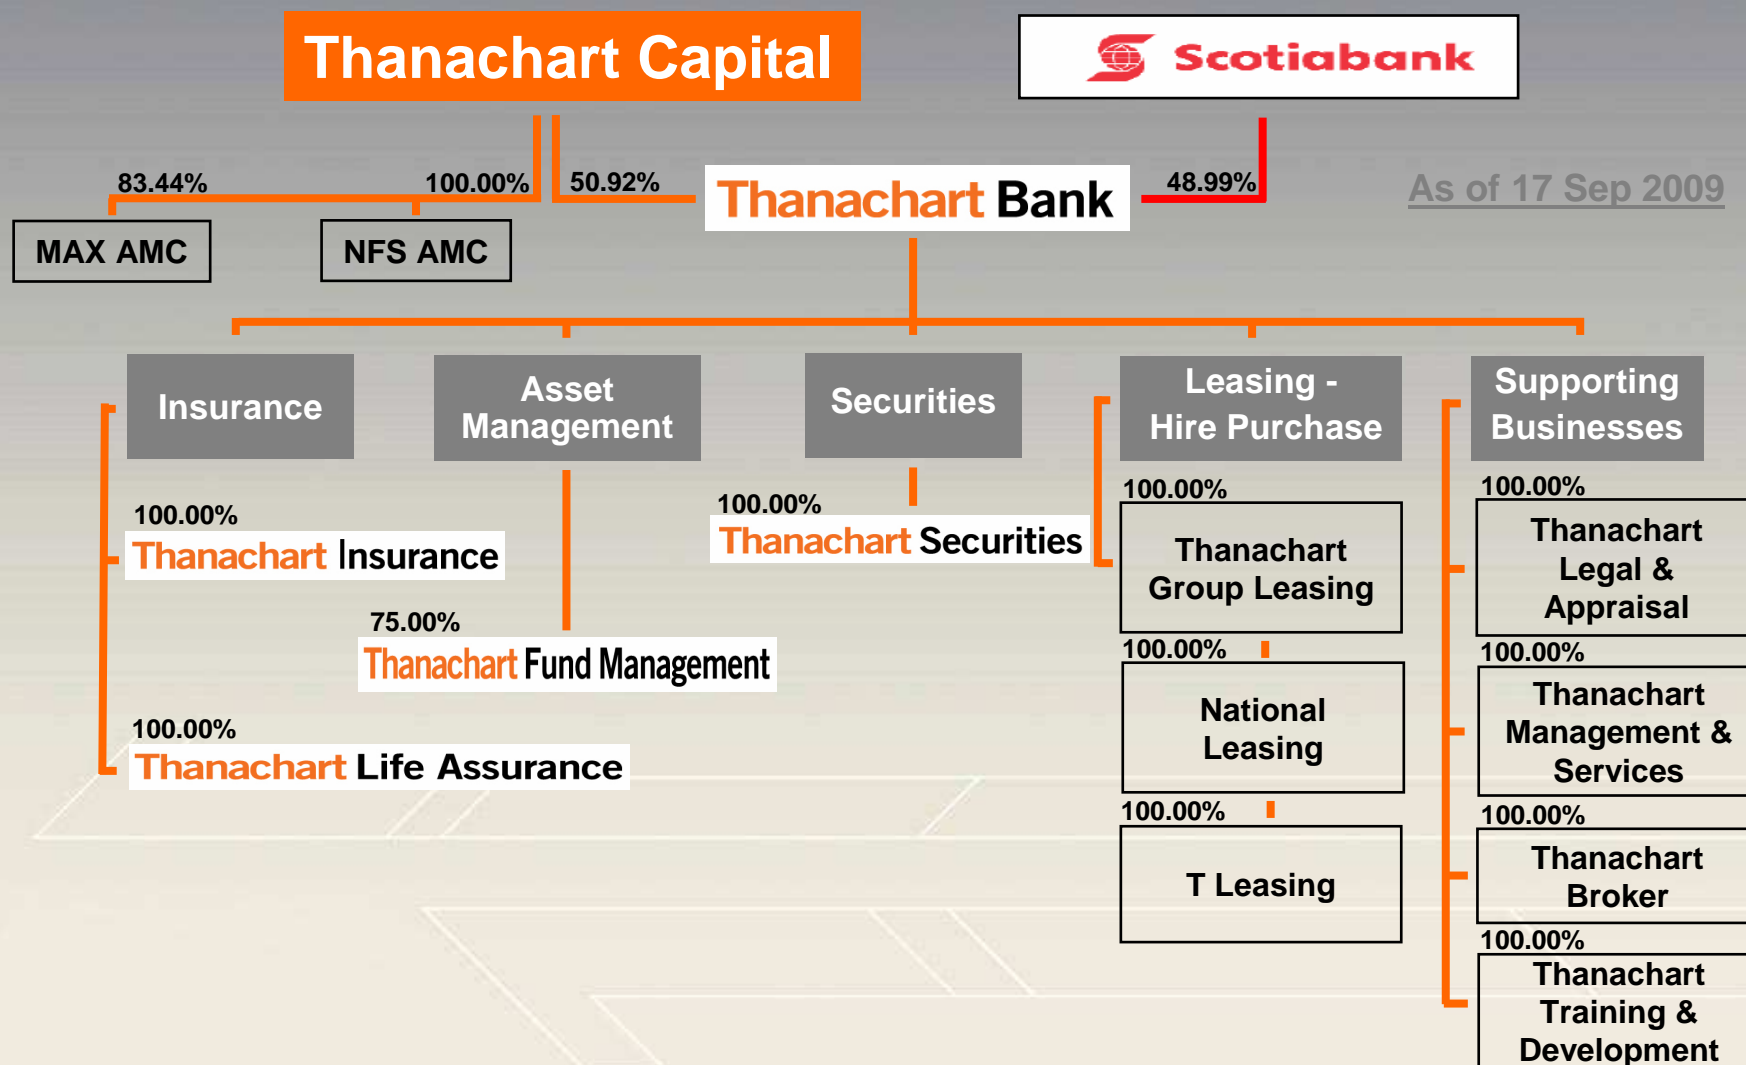 Thanachart Capital
Scotiabank
83.44%
100.00%
50.92%
Thanachart Bank
48.99%
As of 17 Sep 2009
MAX AMC
NFS AMC
Insurance
Asset
Management
Securities
Leasing -
Hire Purchase
Supporting
Businesses
100.00%
Thanachart Insurance
75.00%
Thanachart Fund Management
100.00%
Thanachart Life Assurance
100.00%
Thanachart Securities
100.00%
Thanachart
Group Leasing
100.00%
National
Leasing
100.00%
T Leasing
100.00%
Thanachart
Legal &
Appraisal
100.00%
Thanachart
Management &
Services
100.00%
Thanachart
Broker
100.00%
Thanachart
Training &
Development